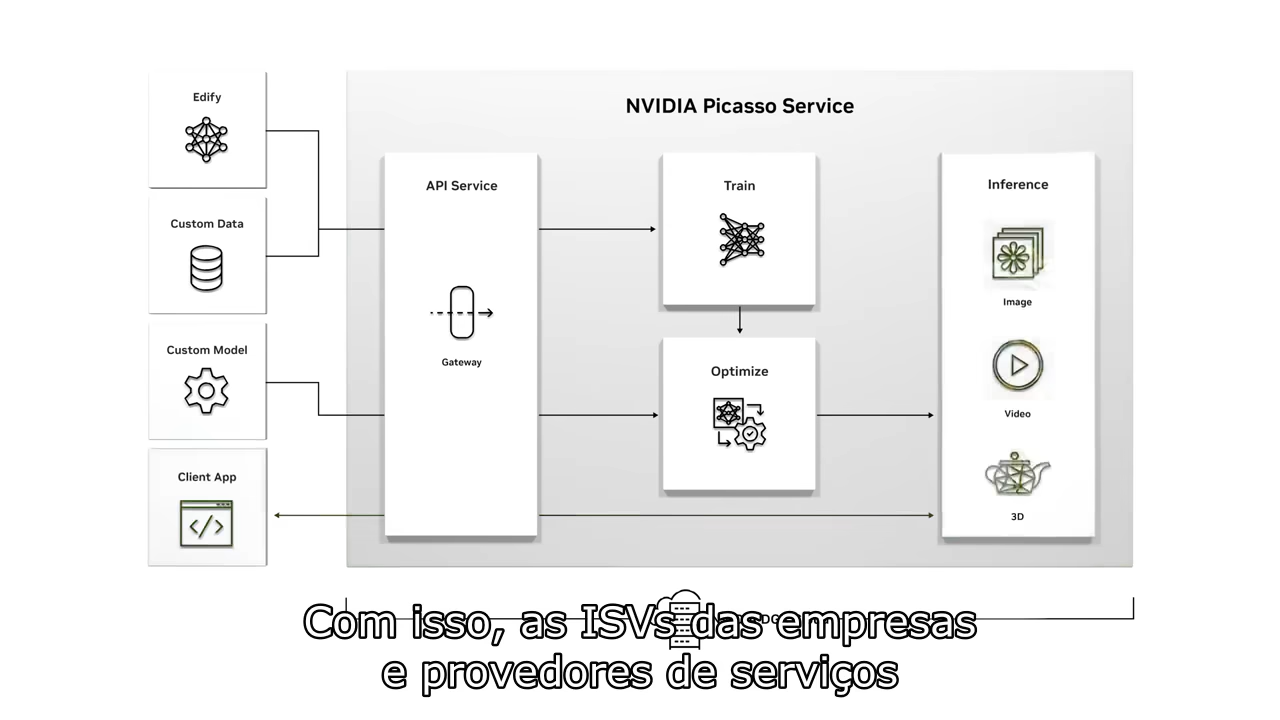 NVIDIA Picasso Service
Edify
Custom Data
Custom Model
Client App
API Service
Gateway
Train
Optimize
Inference
Image
Video
3D
Com isso, as ISVs das empresas
e provedores de serviços